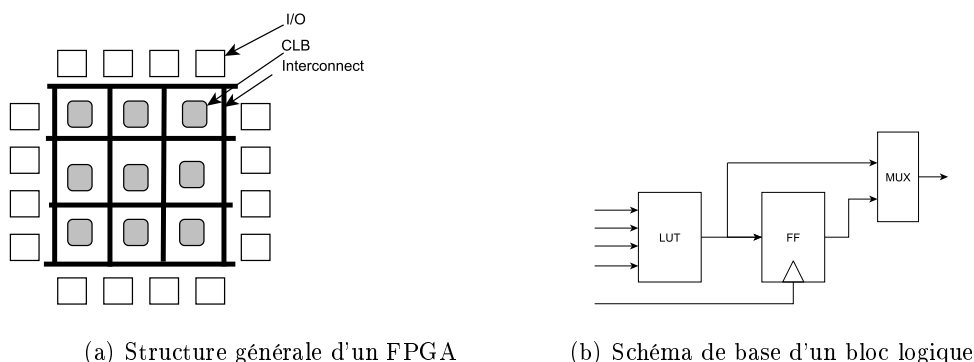 I/O
CLB
Interconnect
MUX
LUT
FF
(a) Structure générale d'un FPGA
(b) Schéma de base d'un bloc logique